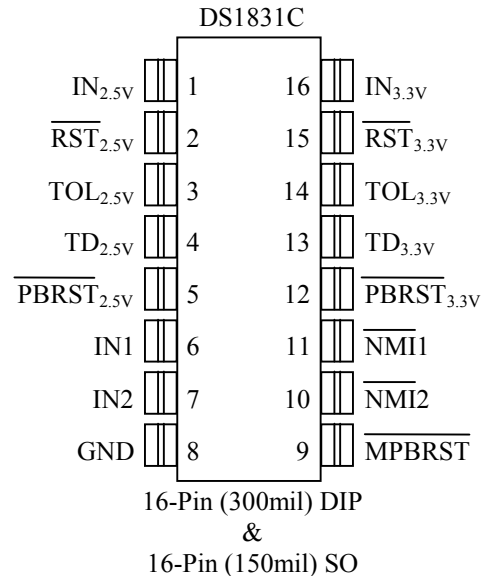 DS1831C
IN2.5V 1 16 IN3.3V
RST2.5V 2 15 RST3.3V
TOL2.5V 3 14 TOL3.3V
TD2.5V 4 13 TD3.3V
PBRST2.5V 5 12 PBRST3.3V
IN1 6 11 NMI1
IN2 7 10 NMI2
GND 8 9 MPBRST
16-Pin (300mil) DIP
&
16-Pin (150mil) SO